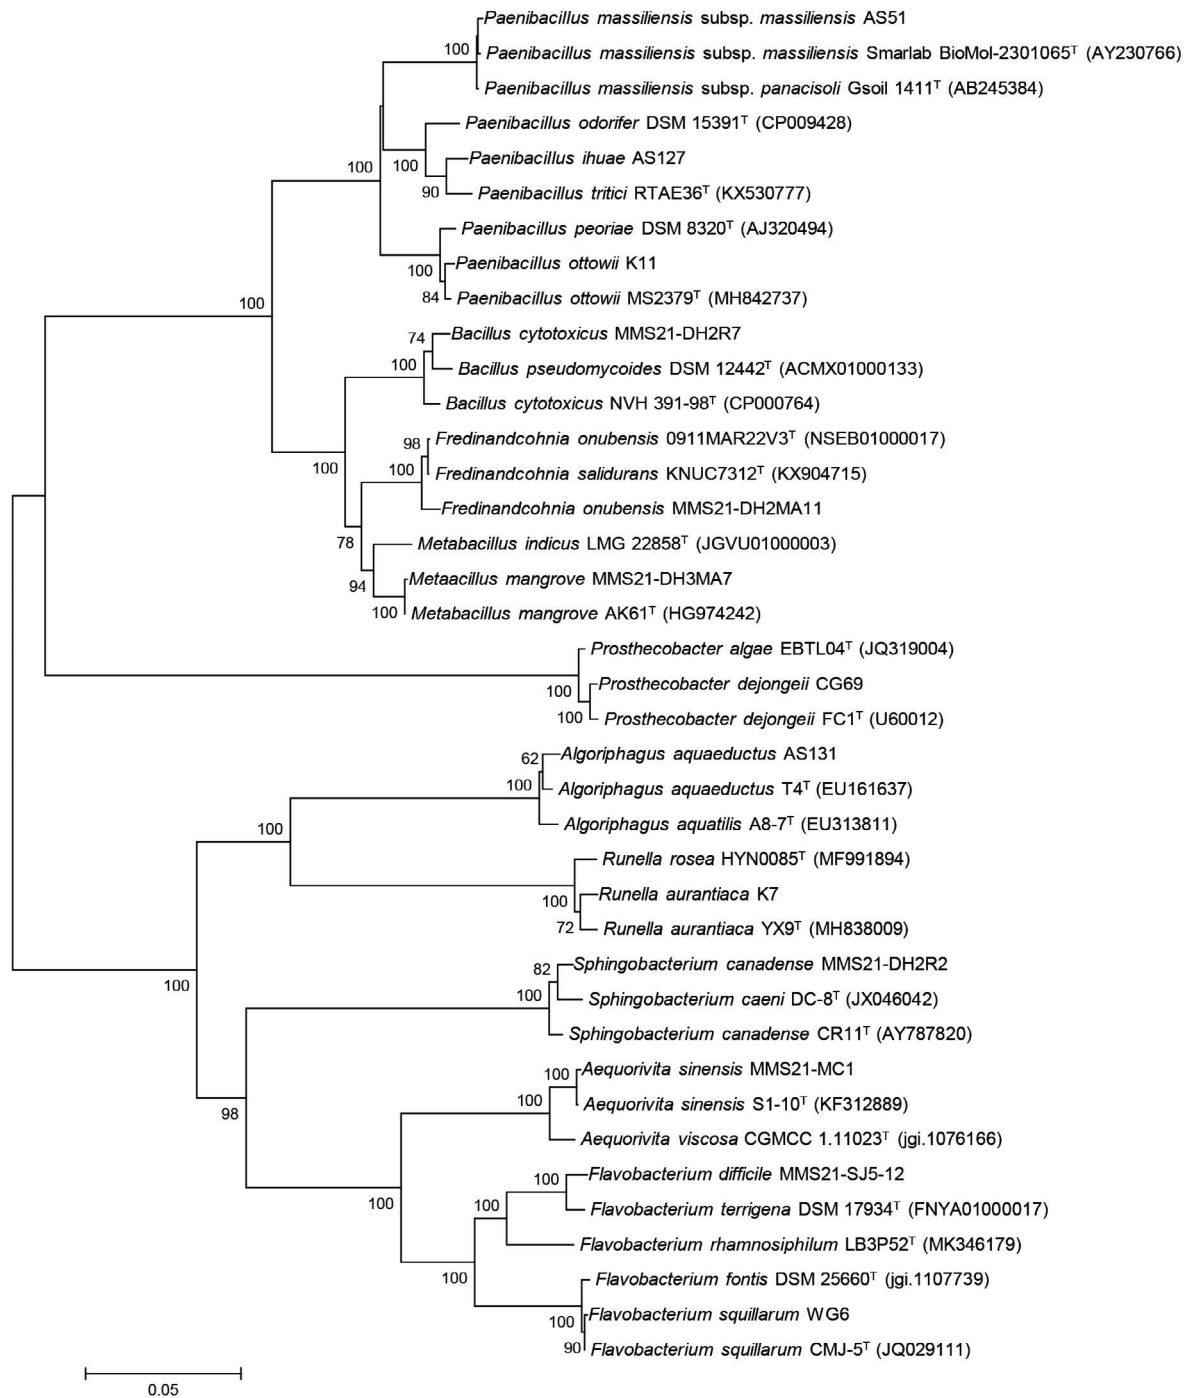 Paenibacillus massiliensis subsp. massiliensis AS51
100
Paenibacillus massiliensis subsp. massiliensis Smarlab BioMol-2301065ᵀ (AY230766)
Paenibacillus massiliensis subsp. panacisoli Gsoil 1411ᵀ (AB245384)
Paenibacillus odorifer DSM 15391ᵀ (CP009428)
100
100
Paenibacillus ihuae AS127
90
Paenibacillus tritici RTAE36ᵀ (KX530777)
Paenibacillus peoriae DSM 8320ᵀ (AJ320494)
100
Paenibacillus ottowii K11
84
Paenibacillus ottowii MS2379ᵀ (MH842737)
100
74
Bacillus cytotoxicus MMS21-DH2R7
100
Bacillus pseudomycoides DSM 12442ᵀ (ACMX01000133)
Bacillus cytotoxicus NVH 391-98ᵀ (CP000764)
98
Fredinandcohnia onubensis 0911MAR22V3ᵀ (NSEB01000017)
100
100
Fredinandcohnia salidurans KNUC7312ᵀ (KX904715)
Fredinandcohnia onubensis MMS21-DH2MA11
78
Metabacillus indicus LMG 22858ᵀ (JGVU01000003)
94
Metaacillus mangrove MMS21-DH3MA7
100
Metabacillus mangrove AK61ᵀ (HG974242)
Prosthecobacter algae EBTL04ᵀ (JQ319004)
100
Prosthecobacter dejongeii CG69
100
Prosthecobacter dejongeii FC1ᵀ (U60012)
62
Algoriphagus aquaeductus AS131
100
Algoriphagus aquaeductus T4ᵀ (EU161637)
100
Algoriphagus aquatilis A8-7ᵀ (EU313811)
Runella rosea HYN0085ᵀ (MF991894)
100
Runella aurantiaca K7
72
Runella aurantiaca YX9ᵀ (MH838009)
82
Sphingobacterium canadense MMS21-DH2R2
100
100
Sphingobacterium caeni DC-8ᵀ (JX046042)
Sphingobacterium canadense CR11ᵀ (AY787820)
100
Aequorivita sinensis MMS21-MC1
98
100
Aequorivita sinensis S1-10ᵀ (KF312889)
Aequorivita viscosa CGMCC 1.11023ᵀ (jgi.1076166)
100
Flavobacterium difficile MMS21-SJ5-12
100
100
Flavobacterium terrigena DSM 17934ᵀ (FNYA01000017)
Flavobacterium rhamnosiphilum LB3P52ᵀ (MK346179)
100
Flavobacterium fontis DSM 25660ᵀ (jgi.1107739)
100
Flavobacterium squillarum WG6
90
Flavobacterium squillarum CMJ-5ᵀ (JQ029111)
0.05